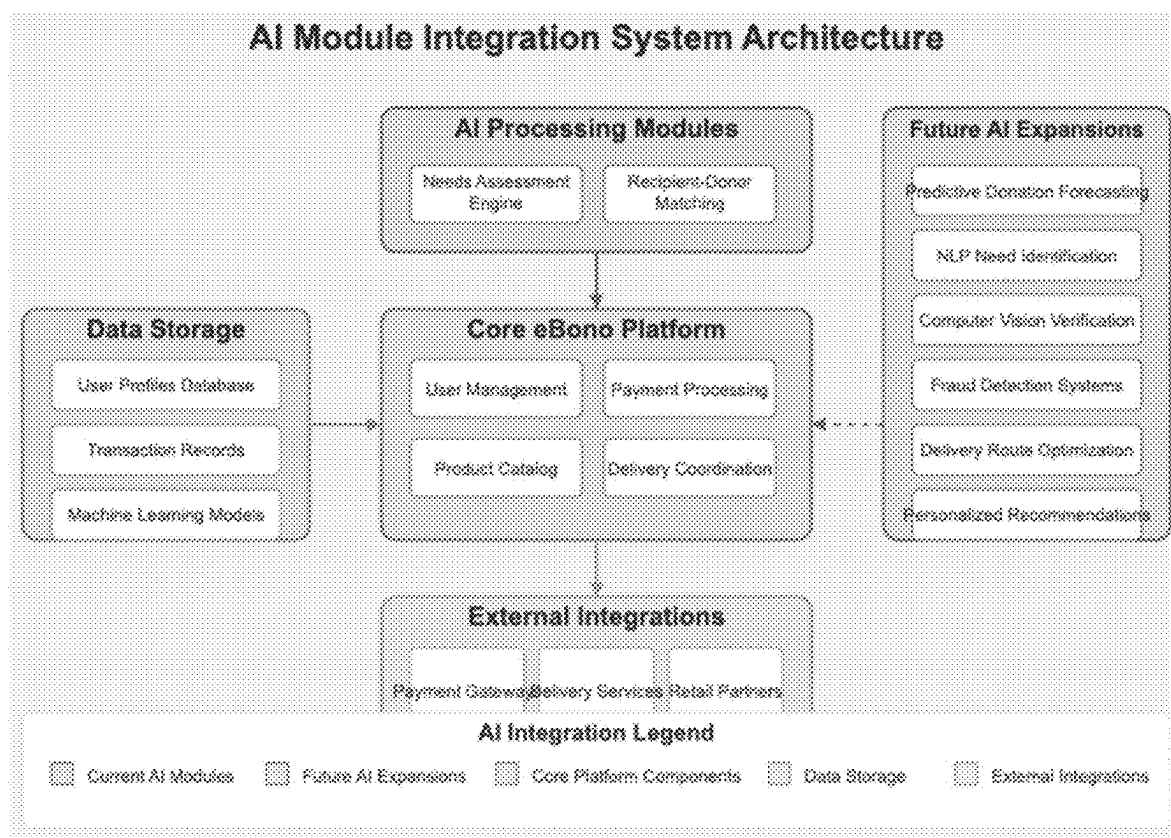 AI Module Integration System Architecture
AI Processing Modules
Needs Assessment
Engine
Recipient-Donor
Matching
Future AI Expansions
Predictive Donation Forecasting
NLP Need Identification
Computer Vision Verification
Fraud Detection Systems
Delivery Route Optimization
Personalized Recommendations
Data Storage
User Profiles Database
Transaction Records
Machine Learning Models
Core eBono Platform
User Management
Payment Processing
Product Catalog
Delivery Coordination
External Integrations
Payment Gateway
Delivery Services
Retail Partners
AI Integration Legend
Current AI Modules
Future AI Expansions
Core Platform Components
Data Storage
External Integrations